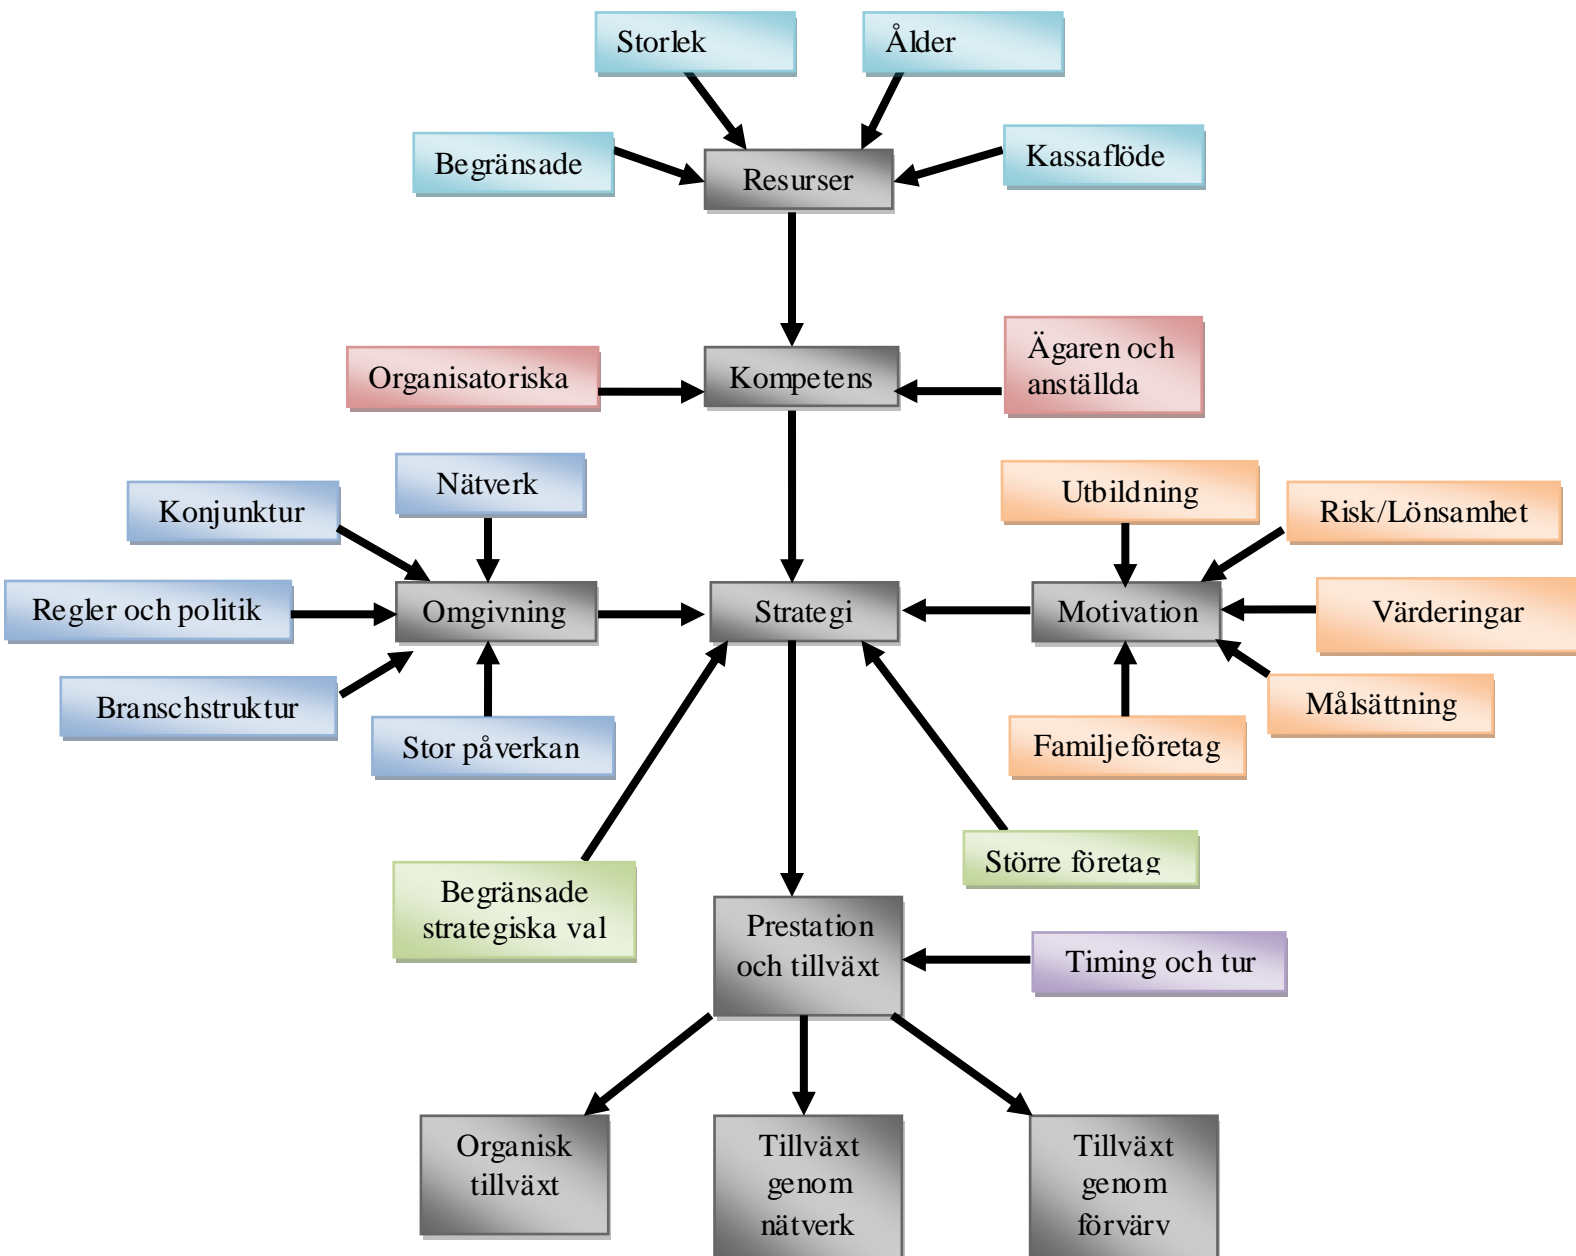 Storlek
Ålder
Begränsade
Resurser
Kassaflöde
Organisatoriska
Kompetens
Ägaren och
anställda
Nätverk
Konjunktur
Utbildning
Risk/Lönsamhet
Regler och politik
Omgivning
Strategi
Motivation
Värderingar
Branschstruktur
Stor påverkan
Familjeföretag
Målsättning
Begränsade
strategiska val
Större företag
Prestation
och tillväxt
Timing och tur
Organisk
tillväxt
Tillväxt
genom
nätverk
Tillväxt
genom
förvärv